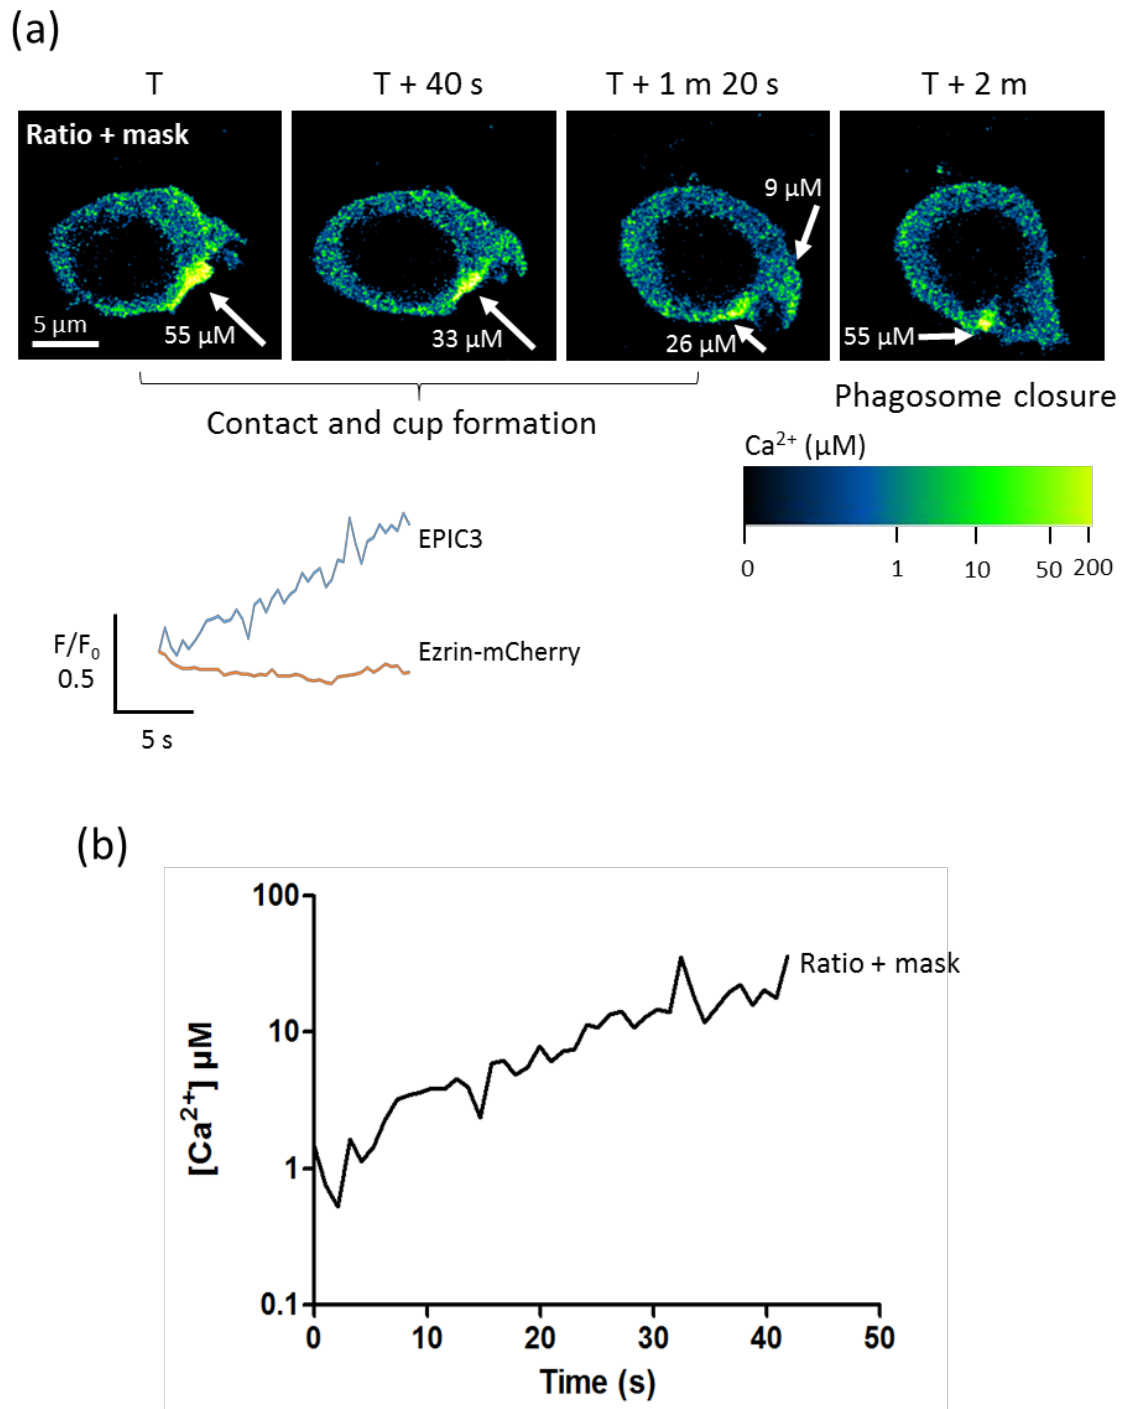 (a)
T
T + 40 s
T + 1 m 20 s
T + 2 m
Ratio + mask
9 µM
5 µm
55 µM
33 µM
26 µM
55 µM
Contact and cup formation
Phagosome closure
Ca²⁺ (µM)
0
1
10
50
200
EPIC3
F/F₀
0.5
Ezrin-mCherry
5 s
(b)
100
10
1
0.1
[Ca²⁺] µM
Ratio + mask
0
10
20
30
40
50
Time (s)